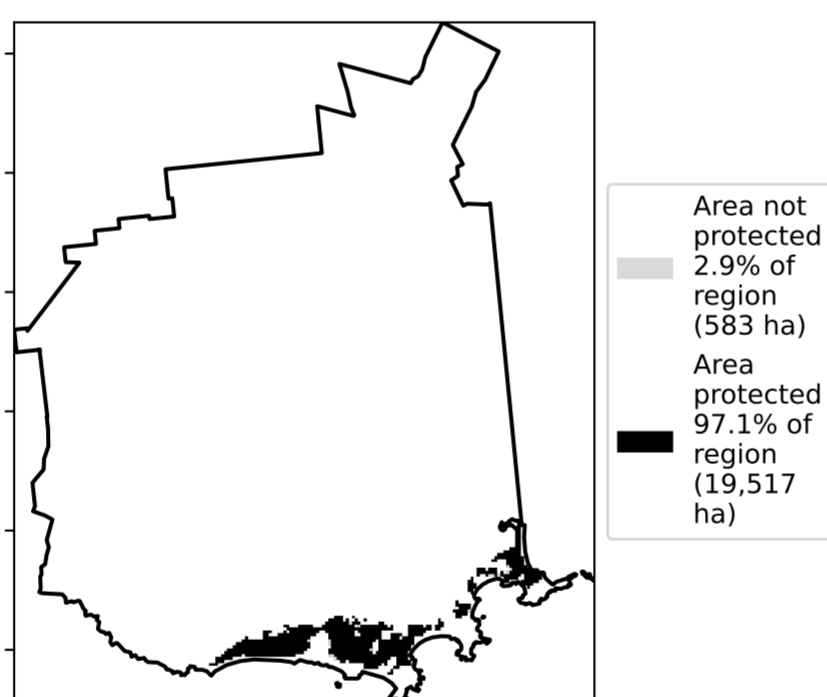 Area not
protected
2.9% of
region
(583 ha)
Area
protected
97.1% of
region
(19,517
ha)